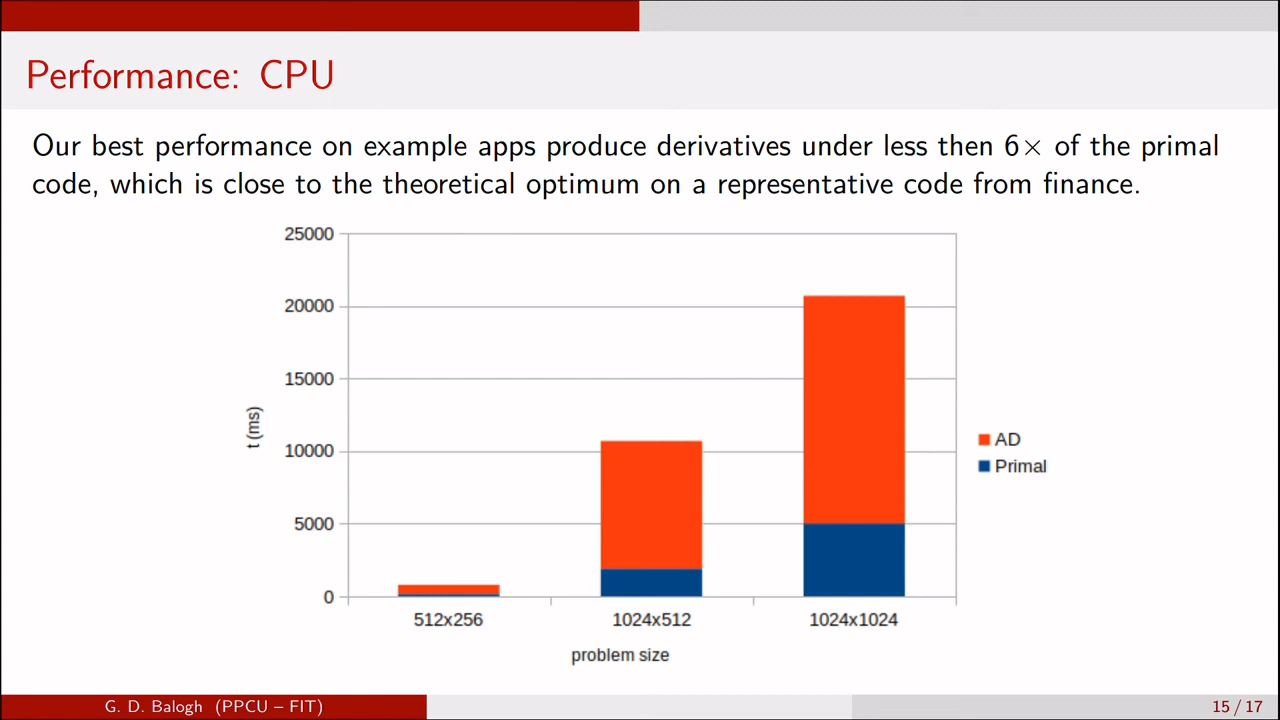 Performance: CPU
Our best performance on example apps produce derivatives under less then 6× of the primal
code, which is close to the theoretical optimum on a representative code from finance.
25000
20000
15000
10000
5000
0
t (ms)
512x256
1024x512
1024x1024
problem size
AD
Primal
G. D. Balogh (PPCU – FIT)
15 / 17